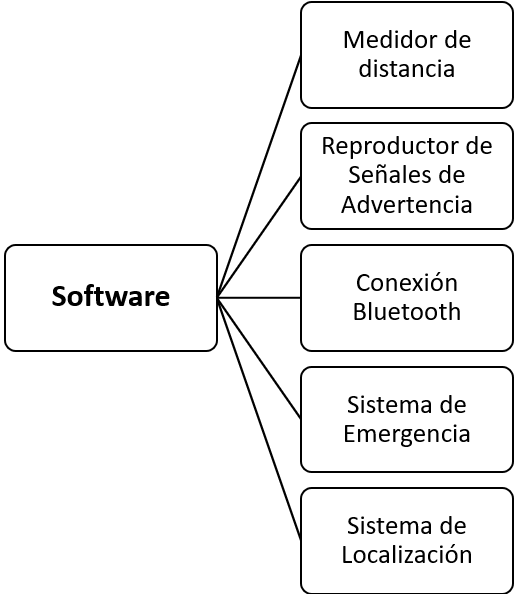 Medidor de
distancia
Reproductor de
Señales de
Advertencia
Software
Conexión
Bluetooth
Sistema de
Emergencia
Sistema de
Localización